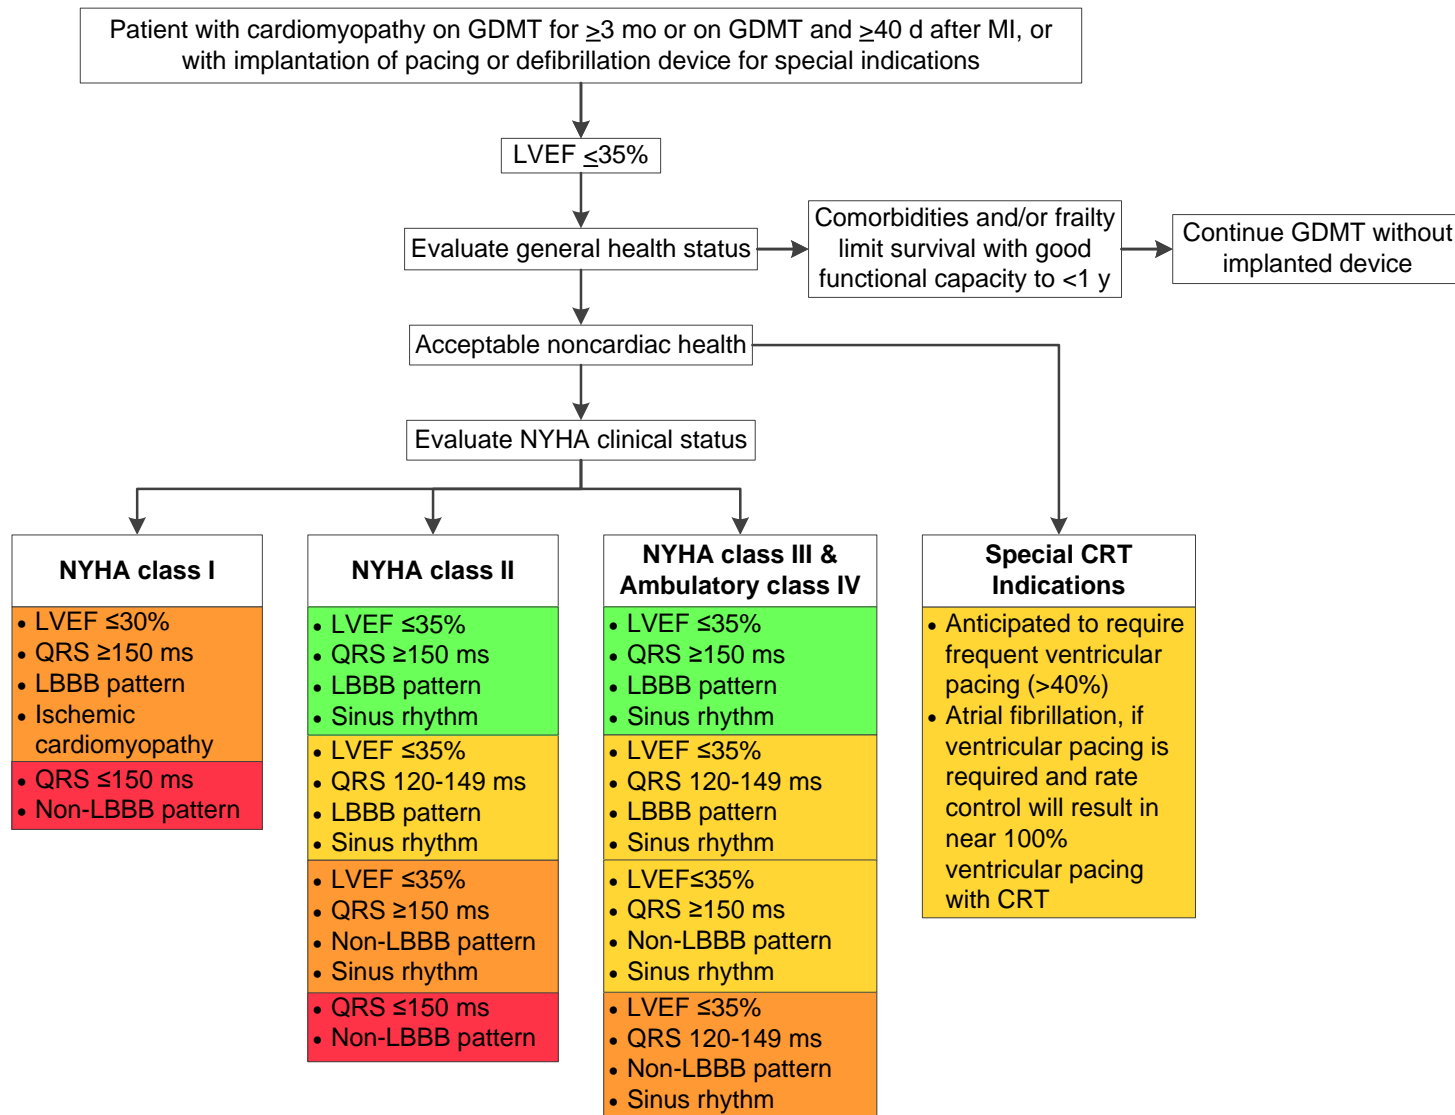 Patient with cardiomyopathy on GDMT for ≥3 mo or on GDMT and ≥40 d after MI, or
with implantation of pacing or defibrillation device for special indications
LVEF ≤35%
Evaluate general health status
Comorbidities and/or frailty
limit survival with good
functional capacity to <1 y
Continue GDMT without
implanted device
Acceptable noncardiac health
Evaluate NYHA clinical status
NYHA class I
• LVEF ≤30%
• QRS ≥150 ms
• LBBB pattern
• Ischemic
cardiomyopathy
• QRS ≤150 ms
• Non-LBBB pattern
NYHA class II
• LVEF ≤35%
• QRS ≥150 ms
• LBBB pattern
• Sinus rhythm
• LVEF ≤35%
• QRS 120-149 ms
• LBBB pattern
• Sinus rhythm
• LVEF ≤35%
• QRS ≥150 ms
• Non-LBBB pattern
• Sinus rhythm
• QRS ≤150 ms
• Non-LBBB pattern
NYHA class III &
Ambulatory class IV
• LVEF ≤35%
• QRS ≥150 ms
• LBBB pattern
• Sinus rhythm
• LVEF ≤35%
• QRS 120-149 ms
• LBBB pattern
• Sinus rhythm
• LVEF≤35%
• QRS ≥150 ms
• Non-LBBB pattern
• Sinus rhythm
• LVEF ≤35%
• QRS 120-149 ms
• Non-LBBB pattern
• Sinus rhythm
Special CRT
Indications
• Anticipated to require
frequent ventricular
pacing (>40%)
• Atrial fibrillation, if
ventricular pacing is
required and rate
control will result in
near 100%
ventricular pacing
with CRT